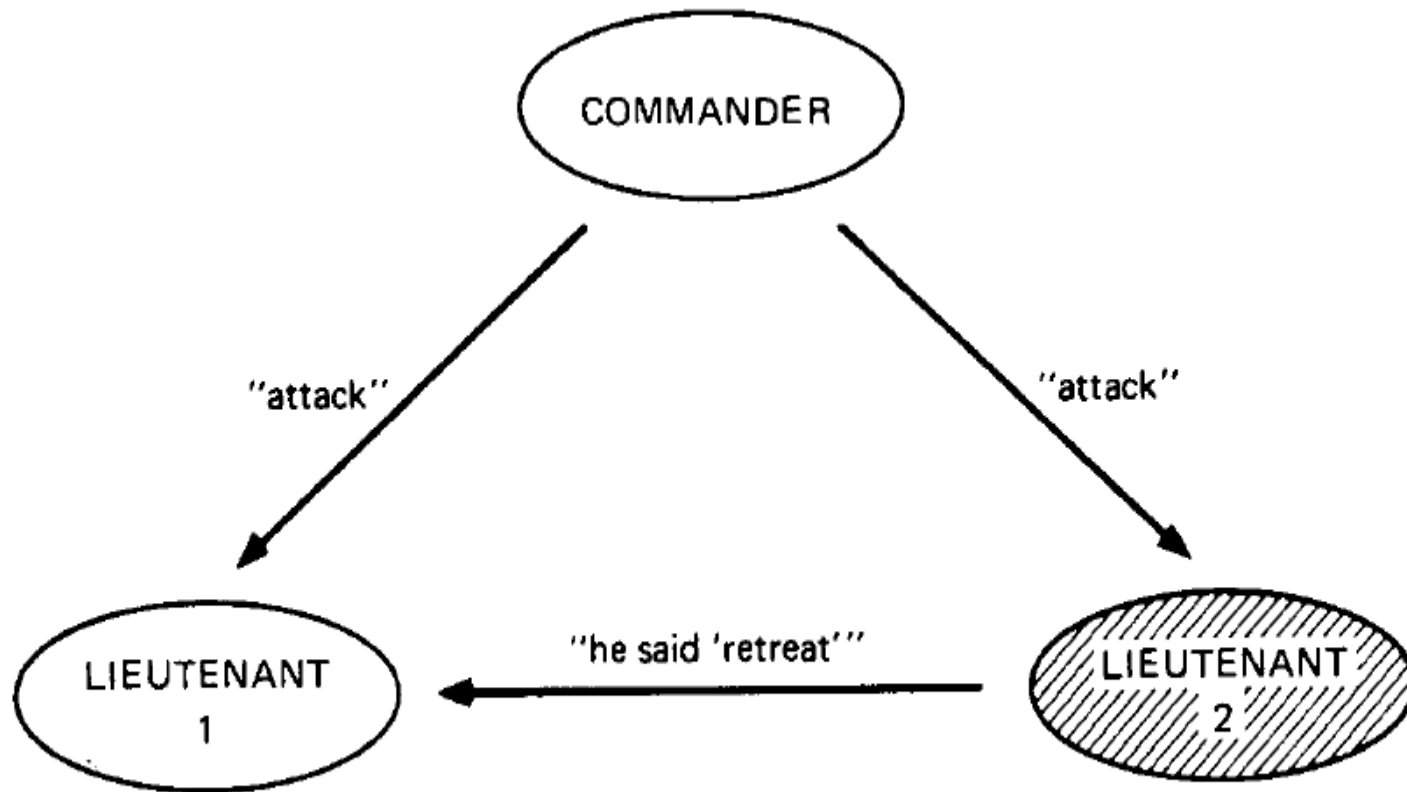 COMMANDER
"attack"
"attack"
"he said 'retreat'"
LIEUTENANT
1
LIEUTENANT
2